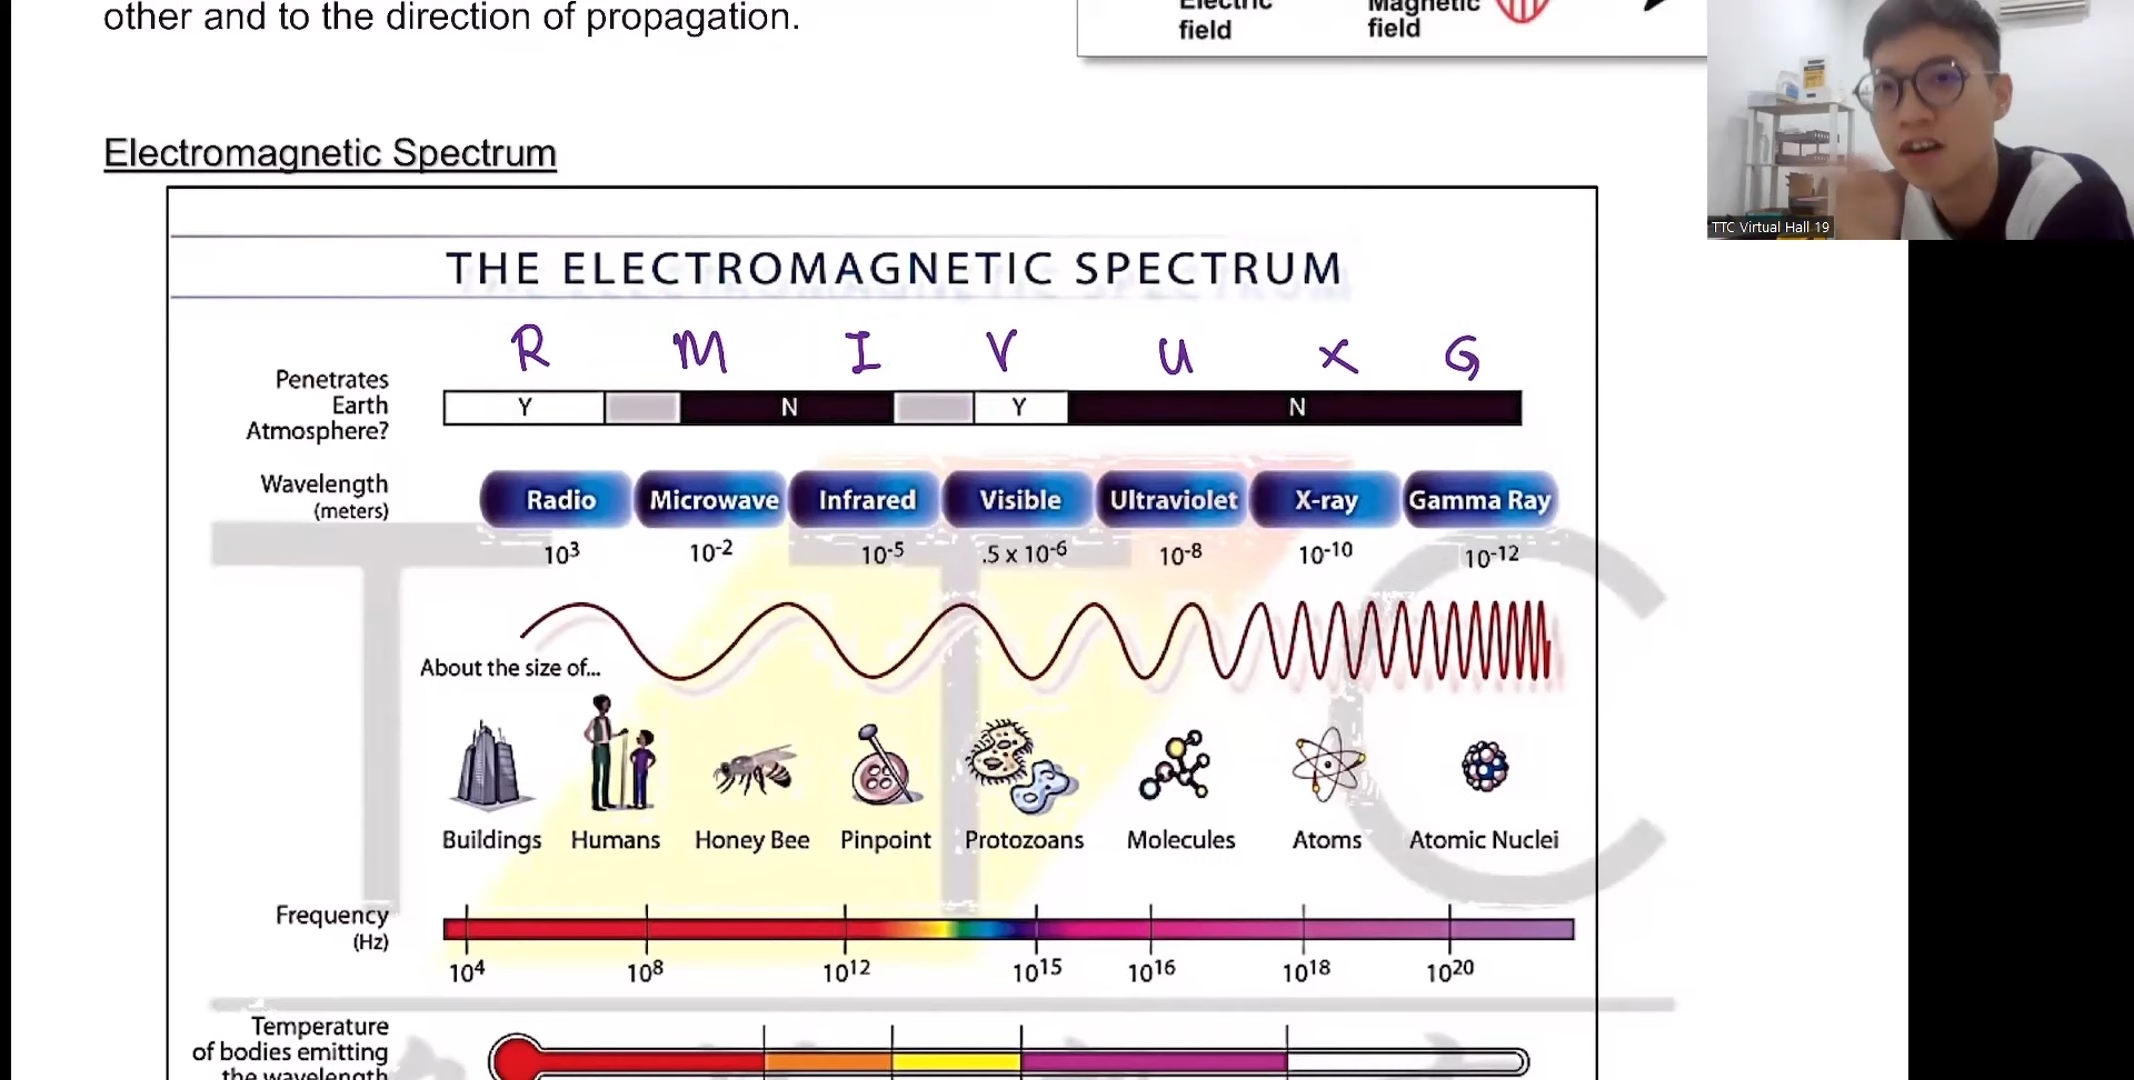 other and to the direction of propagation.
Electric
field
Magnetic
field
TTC Virtual Hall 19
Electromagnetic Spectrum
THE ELECTROMAGNETIC SPECTRUM
R M I V U X G
Penetrates
Earth
Atmosphere?
Y N Y N
Wavelength
(meters)
Radio Microwave Infrared Visible Ultraviolet X-ray Gamma Ray
10³ 10⁻² 10⁻⁵ .5 x 10⁻⁶ 10⁻⁸ 10⁻¹⁰ 10⁻¹²
About the size of...
Buildings Humans Honey Bee Pinpoint Protozoans Molecules Atoms Atomic Nuclei
Frequency
(Hz)
10⁴ 10⁸ 10¹² 10¹⁵ 10¹⁶ 10¹⁸ 10²⁰
Temperature
of bodies emitting
the wavelength
TTC